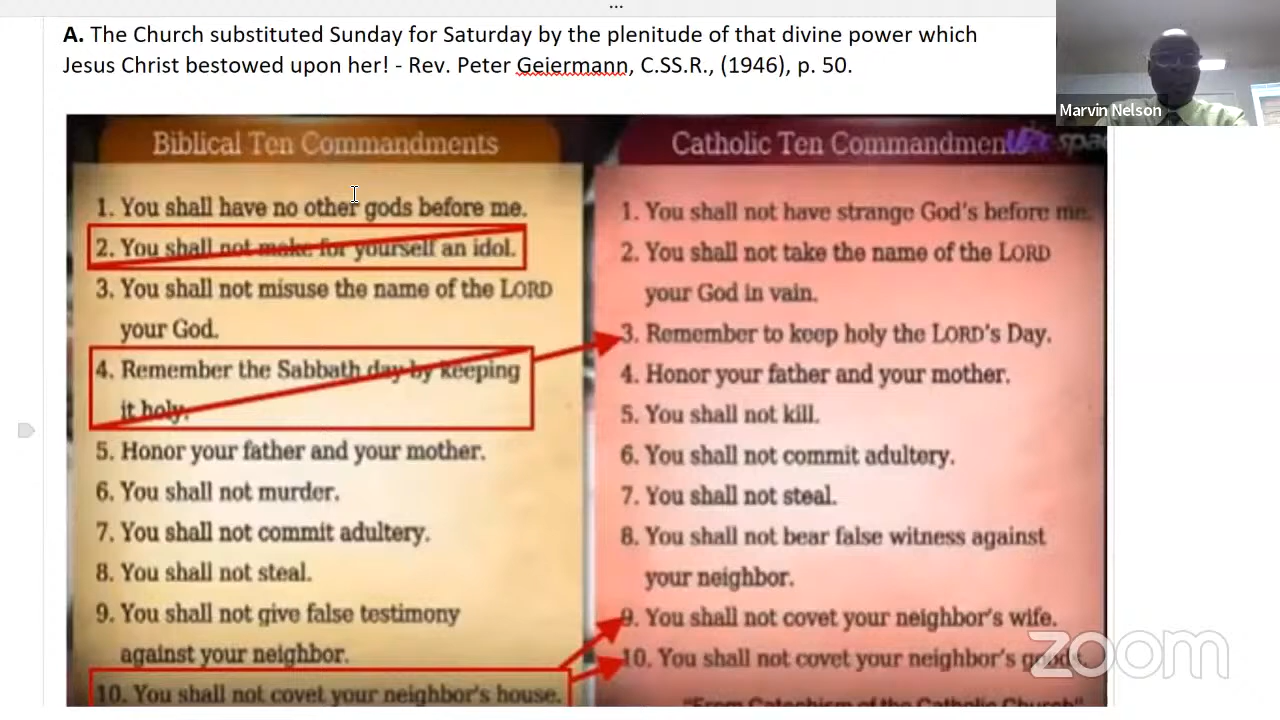 ...
A. The Church substituted Sunday for Saturday by the plenitude of that divine power which
Jesus Christ bestowed upon her! - Rev. Peter Geiermann, C.SS.R., (1946), p. 50.
Marvin Nelson
Biblical Ten Commandments
1. You shall have no other gods before me.
2. You shall not make for yourself an idol.
3. You shall not misuse the name of the LORD
your God.
4. Remember the Sabbath day by keeping
it holy.
5. Honor your father and your mother.
6. You shall not murder.
7. You shall not commit adultery.
8. You shall not steal.
9. You shall not give false testimony
against your neighbor.
10. You shall not covet your neighbor's house.
Catholic Ten Commandmen
1. You shall not have strange God's before me.
2. You shall not take the name of the LORD
your God in vain.
3. Remember to keep holy the LORD's Day.
4. Honor your father and your mother.
5. You shall not kill.
6. You shall not commit adultery.
7. You shall not steal.
8. You shall not bear false witness against
your neighbor.
9. You shall not covet your neighbor's wife.
10. You shall not covet your neighbor's goods.
"From Catechism of the Catholic Church"
zoom